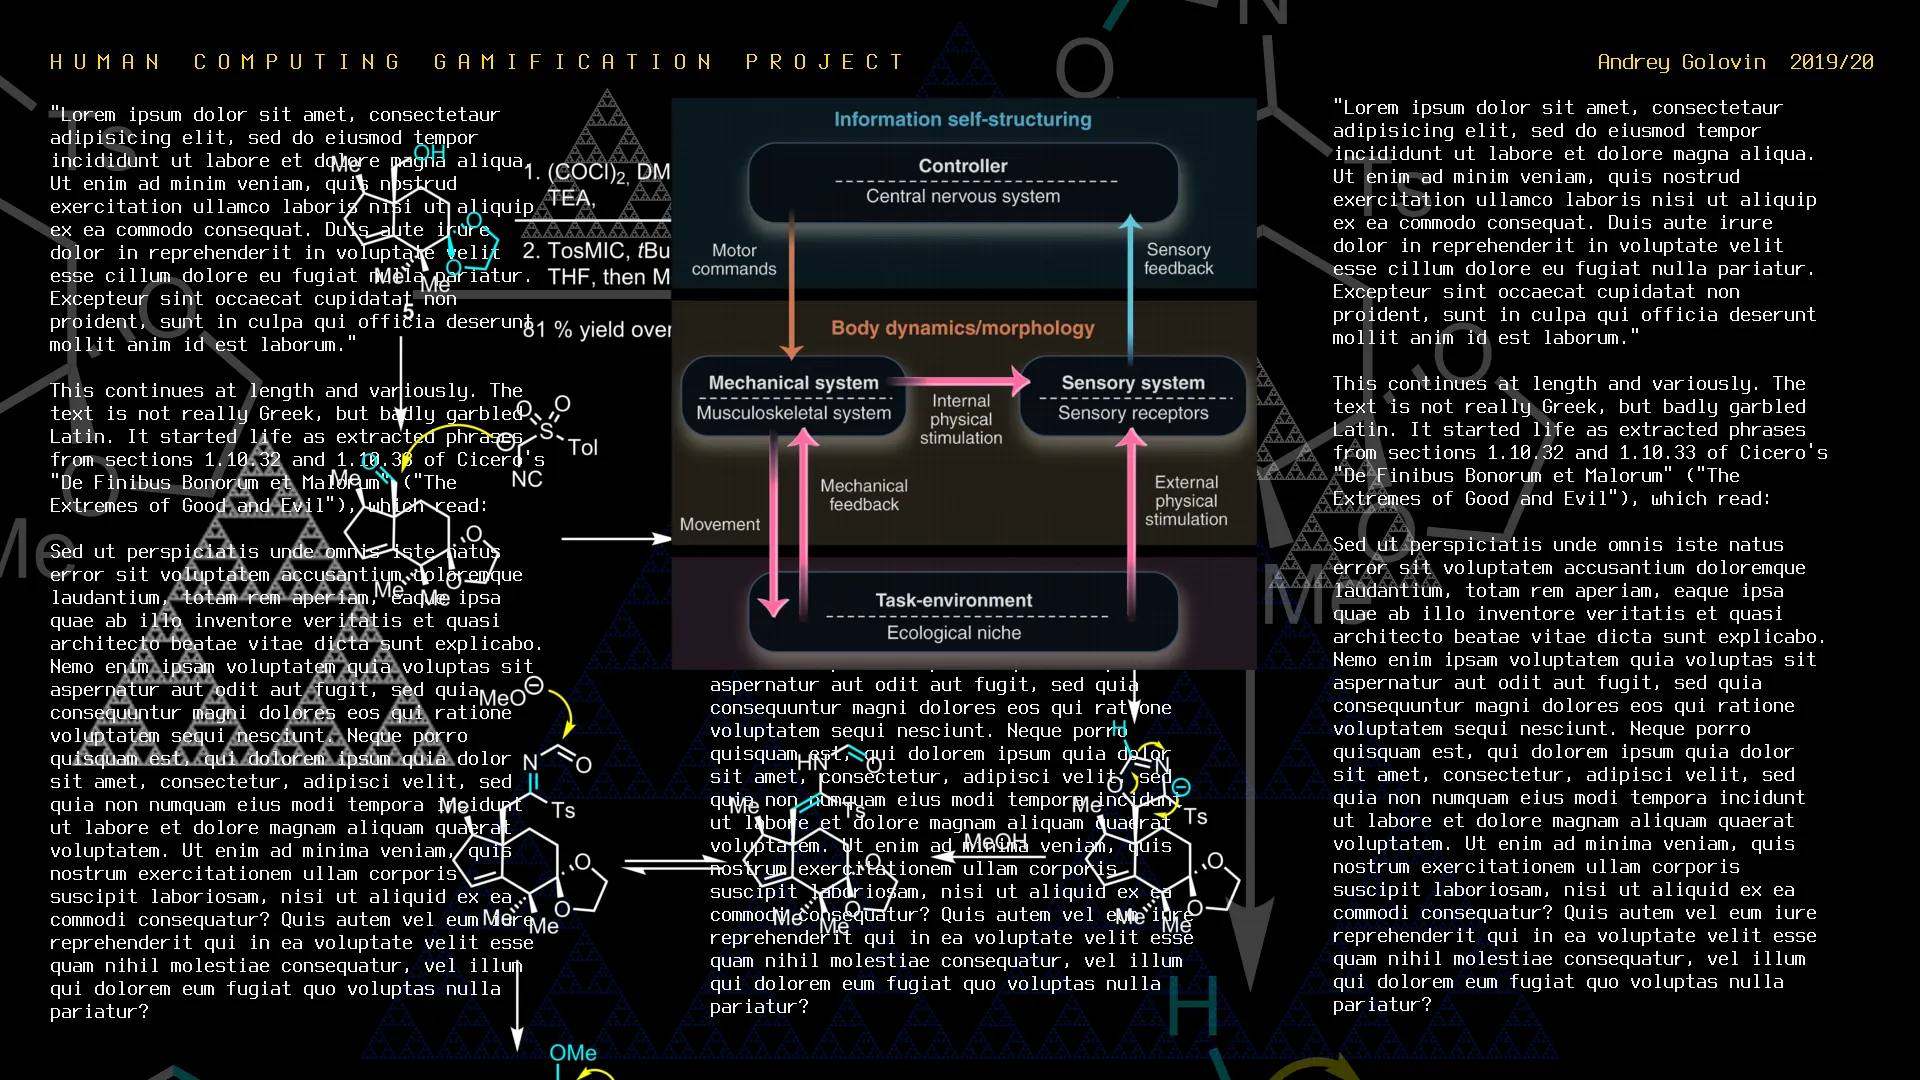 HUMAN COMPUTING GAMIFICATION PROJECT
Andrey Golovin 2019/20
"Lorem ipsum dolor sit amet, consectetaur
adipisicing elit, sed do eiusmod tempor
incididunt ut labore et dolore magna aliqua.
Ut enim ad minim veniam, quis nostrud
exercitation ullamco laboris nisi ut aliquip
ex ea commodo consequat. Duis aute irure
dolor in reprehenderit in voluptate velit
esse cillum dolore eu fugiat nulla pariatur.
Excepteur sint occaecat cupidatat non
proident, sunt in culpa qui officia deserunt
mollit anim id est laborum."
This continues at length and variously. The
text is not really Greek, but badly garbled
Latin. It started life as extracted phrases
from sections 1.10.32 and 1.10.33 of Cicero's
"De Finibus Bonorum et Malorum" ("The
Extremes of Good and Evil"), which read:
Sed ut perspiciatis unde omnis iste natus
error sit voluptatem accusantium doloremque
laudantium, totam rem aperiam, eaque ipsa
quae ab illo inventore veritatis et quasi
architecto beatae vitae dicta sunt explicabo.
Nemo enim ipsam voluptatem quia voluptas sit
aspernatur aut odit aut fugit, sed quia
consequuntur magni dolores eos qui ratione
voluptatem sequi nesciunt. Neque porro
quisquam est, qui dolorem ipsum quia dolor
sit amet, consectetur, adipisci velit, sed
quia non numquam eius modi tempora incidunt
ut labore et dolore magnam aliquam quaerat
voluptatem. Ut enim ad minima veniam, quis
nostrum exercitationem ullam corporis
suscipit laboriosam, nisi ut aliquid ex ea
commodi consequatur? Quis autem vel eum iure
reprehenderit qui in ea voluptate velit esse
quam nihil molestiae consequatur, vel illum
qui dolorem eum fugiat quo voluptas nulla
pariatur?
Me
OH
O
O
Me
Me
5
1. (COCl)2, DM
TEA,
2. TosMIC, tBu
THF, then M
81 % yield over
O
O
S
Tol
NC
O
Me
O
O
Me
Me
MeO
N
O
Me
Ts
O
O
Me
Me
OMe
Information self-structuring
Controller
Central nervous system
Motor
commands
Sensory
feedback
Body dynamics/morphology
Mechanical system
Musculoskeletal system
Internal
physical
stimulation
Sensory system
Sensory receptors
Movement
Mechanical
feedback
External
physical
stimulation
Task-environment
Ecological niche
aspernatur aut odit aut fugit, sed quia
consequuntur magni dolores eos qui ratione
voluptatem sequi nesciunt. Neque porro
quisquam est, qui dolorem ipsum quia dolor
sit amet, consectetur, adipisci velit, sed
quia non numquam eius modi tempora incidunt
ut labore et dolore magnam aliquam quaerat
voluptatem. Ut enim ad minima veniam, quis
nostrum exercitationem ullam corporis
suscipit laboriosam, nisi ut aliquid ex ea
commodi consequatur? Quis autem vel eum iure
reprehenderit qui in ea voluptate velit esse
quam nihil molestiae consequatur, vel illum
qui dolorem eum fugiat quo voluptas nulla
pariatur?
HN
O
Me
Ts
O
O
Me
Me
MeOH
H
N
O
Me
Ts
O
O
Me
Me
"Lorem ipsum dolor sit amet, consectetaur
adipisicing elit, sed do eiusmod tempor
incididunt ut labore et dolore magna aliqua.
Ut enim ad minim veniam, quis nostrud
exercitation ullamco laboris nisi ut aliquip
ex ea commodo consequat. Duis aute irure
dolor in reprehenderit in voluptate velit
esse cillum dolore eu fugiat nulla pariatur.
Excepteur sint occaecat cupidatat non
proident, sunt in culpa qui officia deserunt
mollit anim id est laborum."
This continues at length and variously. The
text is not really Greek, but badly garbled
Latin. It started life as extracted phrases
from sections 1.10.32 and 1.10.33 of Cicero's
"De Finibus Bonorum et Malorum" ("The
Extremes of Good and Evil"), which read:
Sed ut perspiciatis unde omnis iste natus
error sit voluptatem accusantium doloremque
laudantium, totam rem aperiam, eaque ipsa
quae ab illo inventore veritatis et quasi
architecto beatae vitae dicta sunt explicabo.
Nemo enim ipsam voluptatem quia voluptas sit
aspernatur aut odit aut fugit, sed quia
consequuntur magni dolores eos qui ratione
voluptatem sequi nesciunt. Neque porro
quisquam est, qui dolorem ipsum quia dolor
sit amet, consectetur, adipisci velit, sed
quia non numquam eius modi tempora incidunt
ut labore et dolore magnam aliquam quaerat
voluptatem. Ut enim ad minima veniam, quis
nostrum exercitationem ullam corporis
suscipit laboriosam, nisi ut aliquid ex ea
commodi consequatur? Quis autem vel eum iure
reprehenderit qui in ea voluptate velit esse
quam nihil molestiae consequatur, vel illum
qui dolorem eum fugiat quo voluptas nulla
pariatur?
Ts
O
O
Me
O
N
Ts
O
O
Me
H